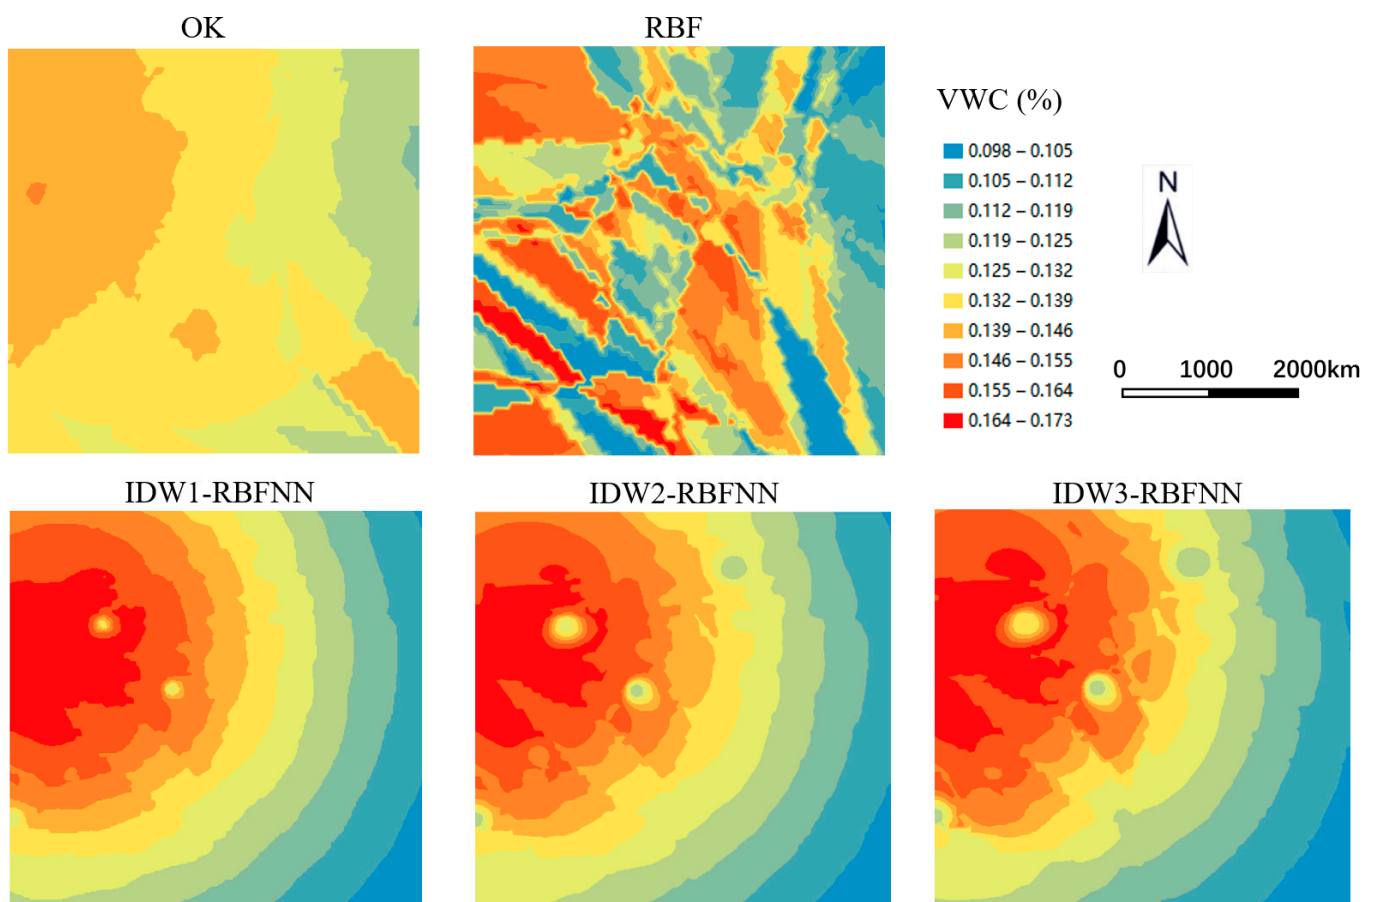 OK
RBF
VWC (%)
0.098 – 0.105
0.105 – 0.112
0.112 – 0.119
0.119 – 0.125
0.125 – 0.132
0.132 – 0.139
0.139 – 0.146
0.146 – 0.155
0.155 – 0.164
0.164 – 0.173
N
0 1000 2000km
IDW1-RBFNN
IDW2-RBFNN
IDW3-RBFNN